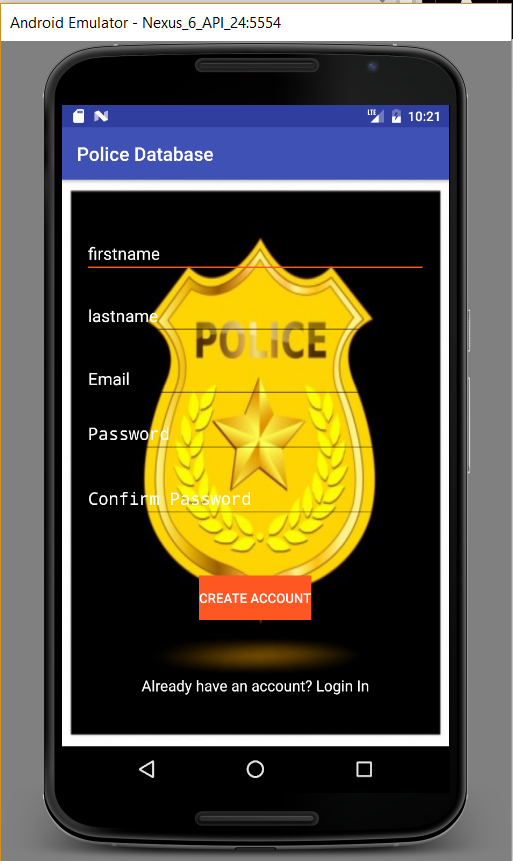 Android Emulator - Nexus_6_API_24:5554
LTE 10:21
Police Database
firstname
lastname
POLICE
Email
Password
Confirm Password
CREATE ACCOUNT
Already have an account? Login In